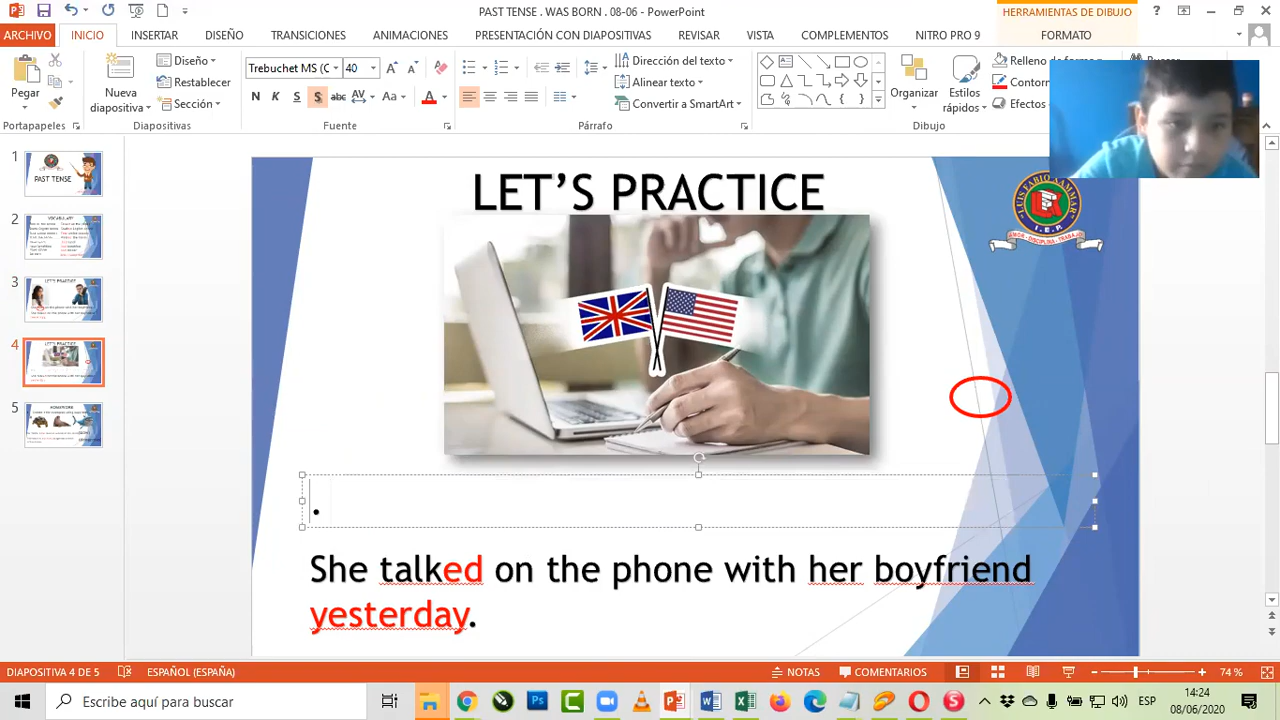 PAST TENSE . WAS BORN . 08-06 - PowerPoint
HERRAMIENTAS DE DIBUJO
ARCHIVO INICIO INSERTAR DISEÑO TRANSICIONES ANIMACIONES PRESENTACIÓN CON DIAPOSITIVAS REVISAR VISTA COMPLEMENTOS NITRO PRO 9 FORMATO
Pegar
Portapapeles
Nueva
diapositiva
Diseño
Restablecer
Sección
Diapositivas
Trebuchet MS (C 40
N K S S abc AV Aa A
Fuente
Dirección del texto
Alinear texto
Convertir a SmartArt
Párrafo
Organizar
Estilos
rápidos
Relleno de forma
Contorn
Efectos
Dibujo
Buscar
1
PAST TENSE
2
VOCABULARY
3
LET'S PRACTICE
4
LET'S PRACTICE
5
HOMEWORK
LET'S PRACTICE
I.E.P.
AMOR - DISCIPLINA - TRABAJO
.
She talked on the phone with her boyfriend
yesterday.
DIAPOSITIVA 4 DE 5 ESPAÑOL (ESPAÑA) NOTAS COMENTARIOS 74 %
Escribe aquí para buscar
ESP
14:24
08/06/2020